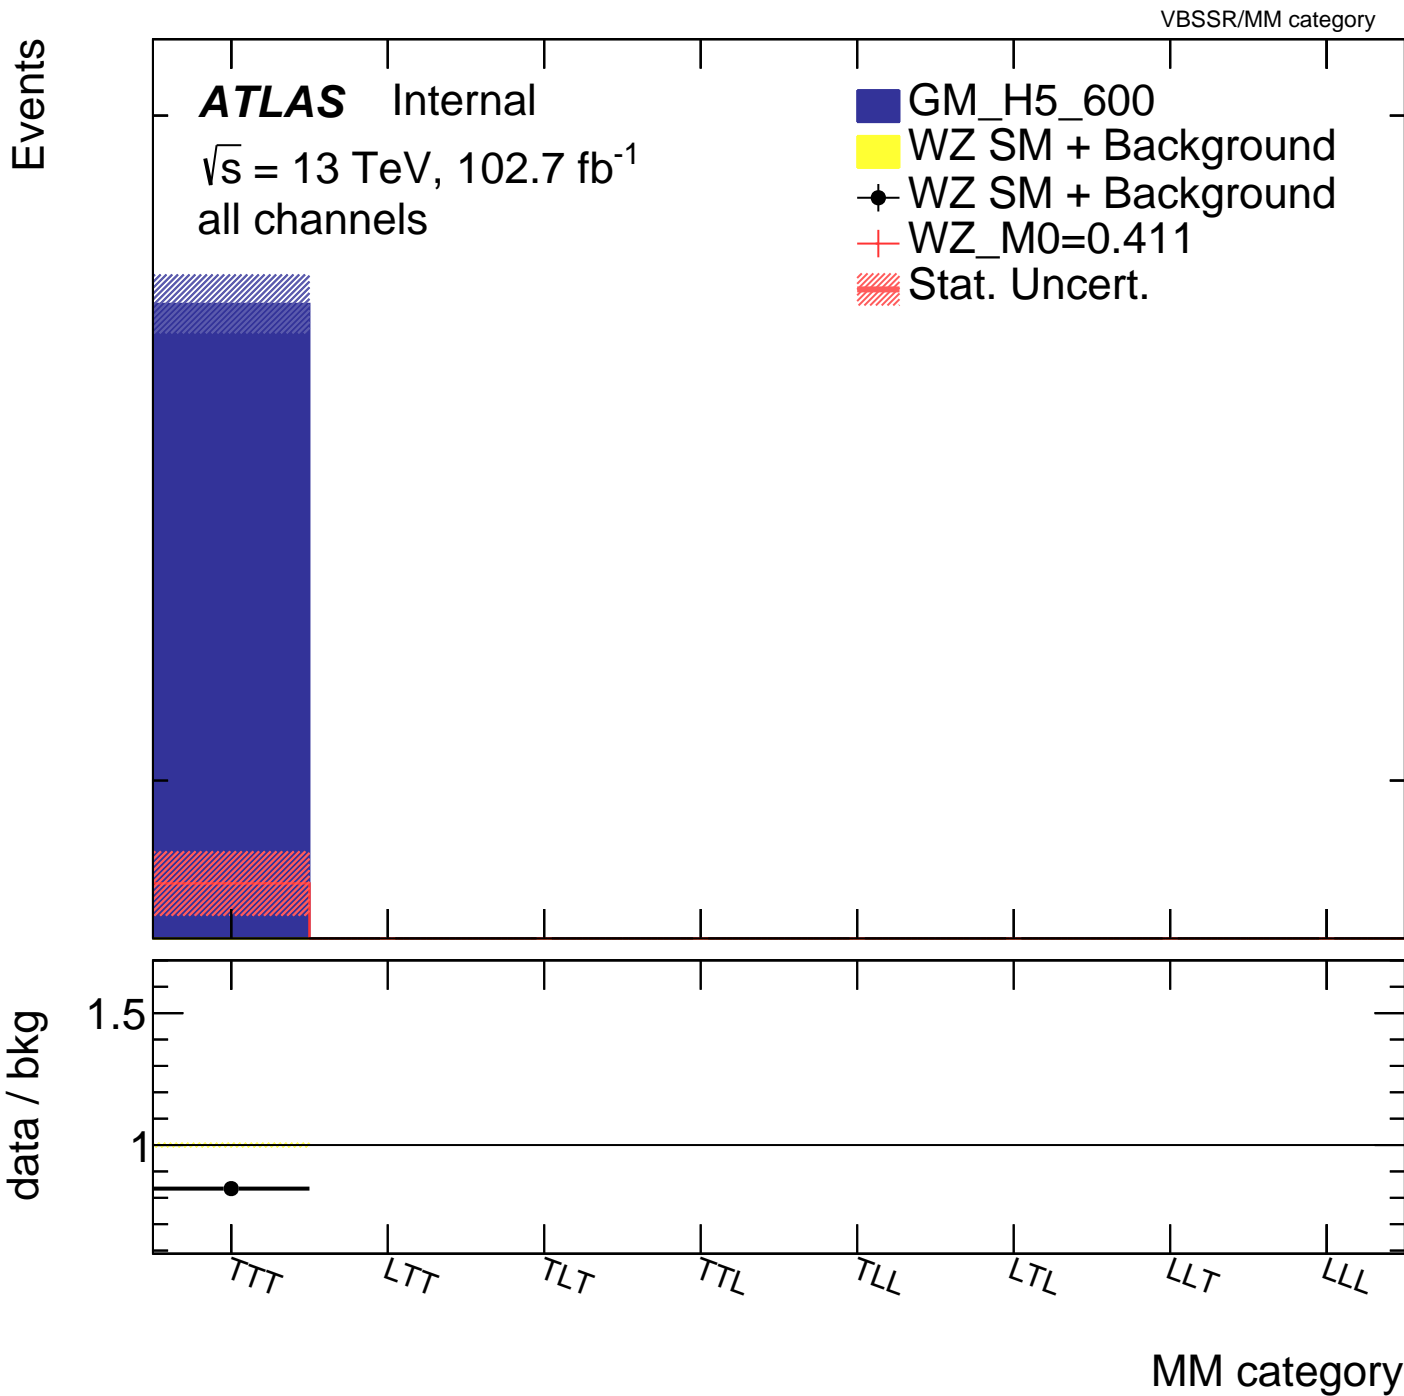 VBSSR/MM category
Events
ATLAS Internal
√s = 13 TeV, 102.7 fb-1
all channels
GM_H5_600
WZ SM + Background
WZ SM + Background
WZ_M0=0.411
Stat. Uncert.
data / bkg
1.5
1
TTT LTT TLT TTL TLL LTL LLT LLL
MM category